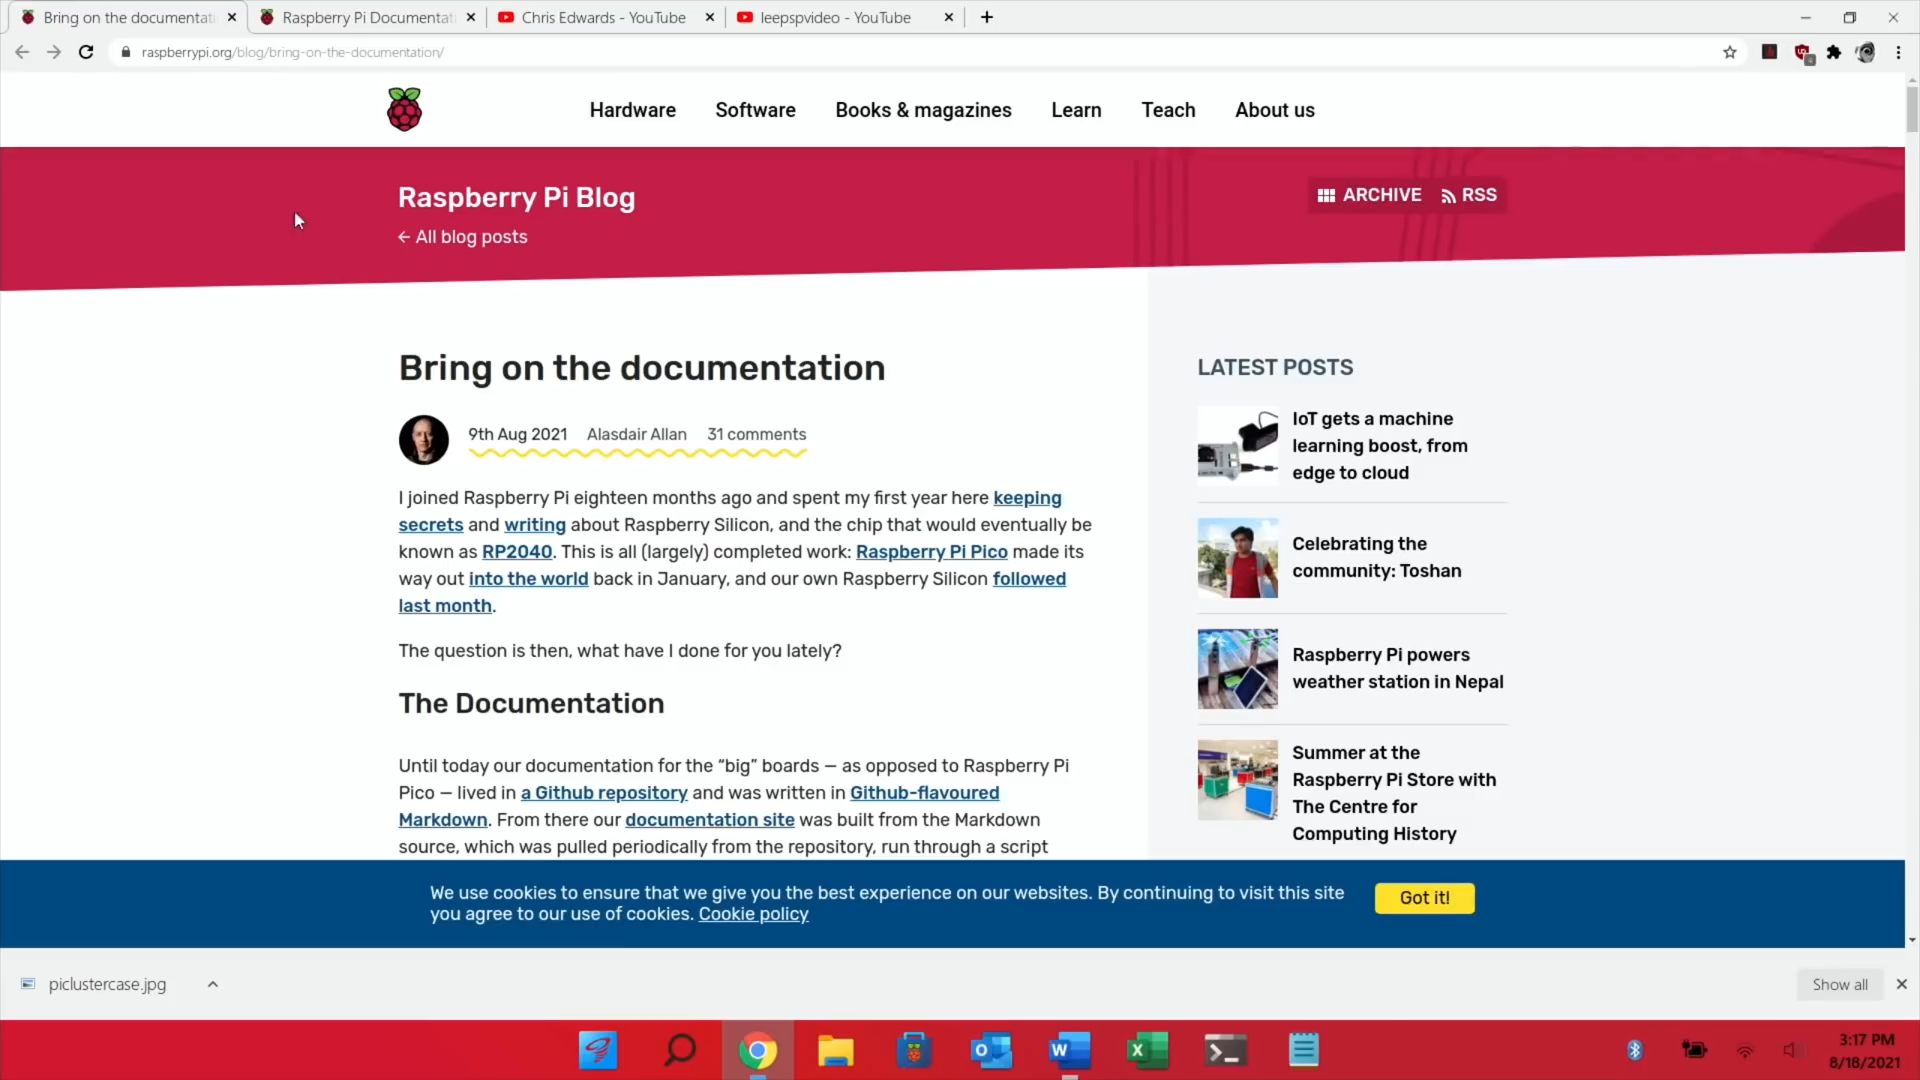 Bring on the documentat
Raspberry Pi Documentat
Chris Edwards - YouTube
leepspvideo - YouTube
raspberrypi.org/blog/bring-on-the-documentation/
Hardware
Software
Books & magazines
Learn
Teach
About us
Raspberry Pi Blog
ARCHIVE
RSS
← All blog posts
Bring on the documentation
9th Aug 2021 Alasdair Allan 31 comments
I joined Raspberry Pi eighteen months ago and spent my first year here keeping
secrets and writing about Raspberry Silicon, and the chip that would eventually be
known as RP2040. This is all (largely) completed work: Raspberry Pi Pico made its
way out into the world back in January, and our own Raspberry Silicon followed
last month.
The question is then, what have I done for you lately?
The Documentation
Until today our documentation for the “big” boards — as opposed to Raspberry Pi
Pico — lived in a Github repository and was written in Github-flavoured
Markdown. From there our documentation site was built from the Markdown
source, which was pulled periodically from the repository, run through a script
LATEST POSTS
IoT gets a machine
learning boost, from
edge to cloud
Celebrating the
community: Toshan
Raspberry Pi powers
weather station in Nepal
Summer at the
Raspberry Pi Store with
The Centre for
Computing History
We use cookies to ensure that we give you the best experience on our websites. By continuing to visit this site
you agree to our use of cookies. Cookie policy
Got it!
piclustercase.jpg
Show all
3:17 PM
8/18/2021